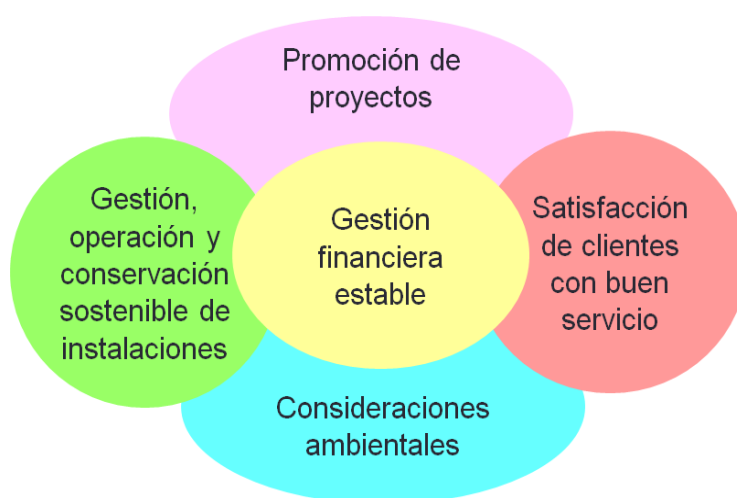 Promoción de
proyectos
Gestión,
operación y
conservación
sostenible de
instalaciones
Gestión
financiera
estable
Satisfacción
de clientes
con buen
servicio
Consideraciones
ambientales